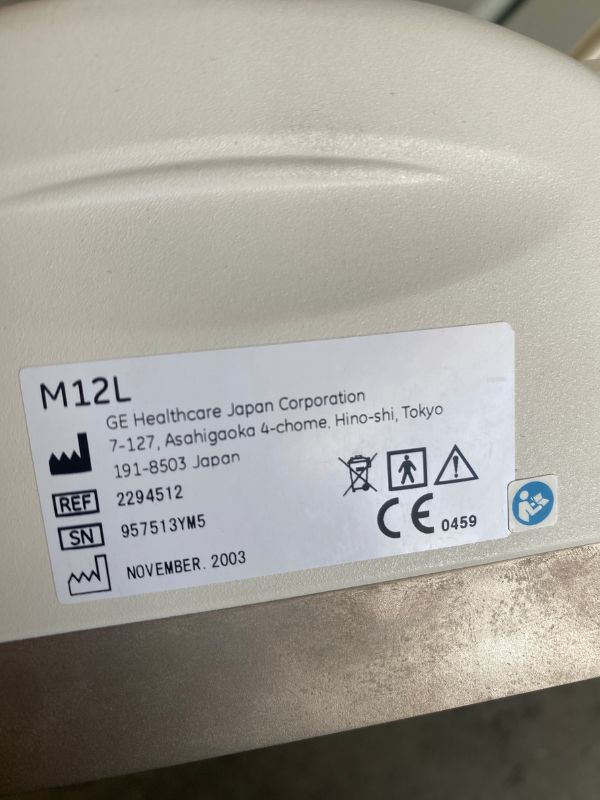 M12L
GE Healthcare Japan Corporation
7-127, Asahigaoka 4-chome. Hino-shi, Tokyo
191-8503 Japan
REF 2294512
SN 957513YM5
NOVEMBER. 2003
CE 0459